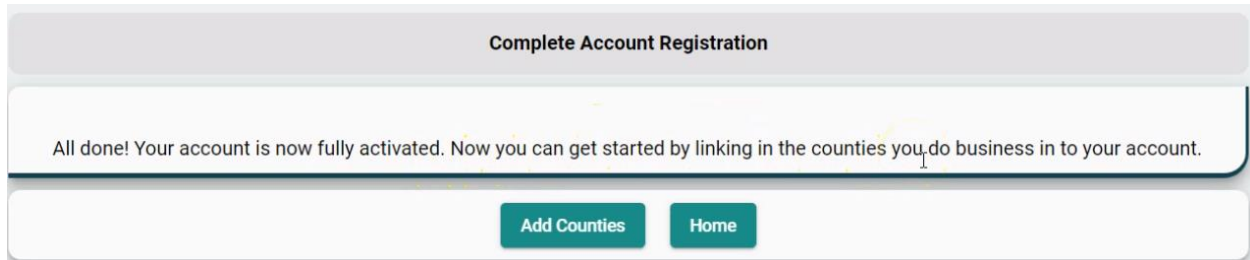 Complete Account Registration
All done! Your account is now fully activated. Now you can get started by linking in the counties you do business in to your account.
Add Counties
Home